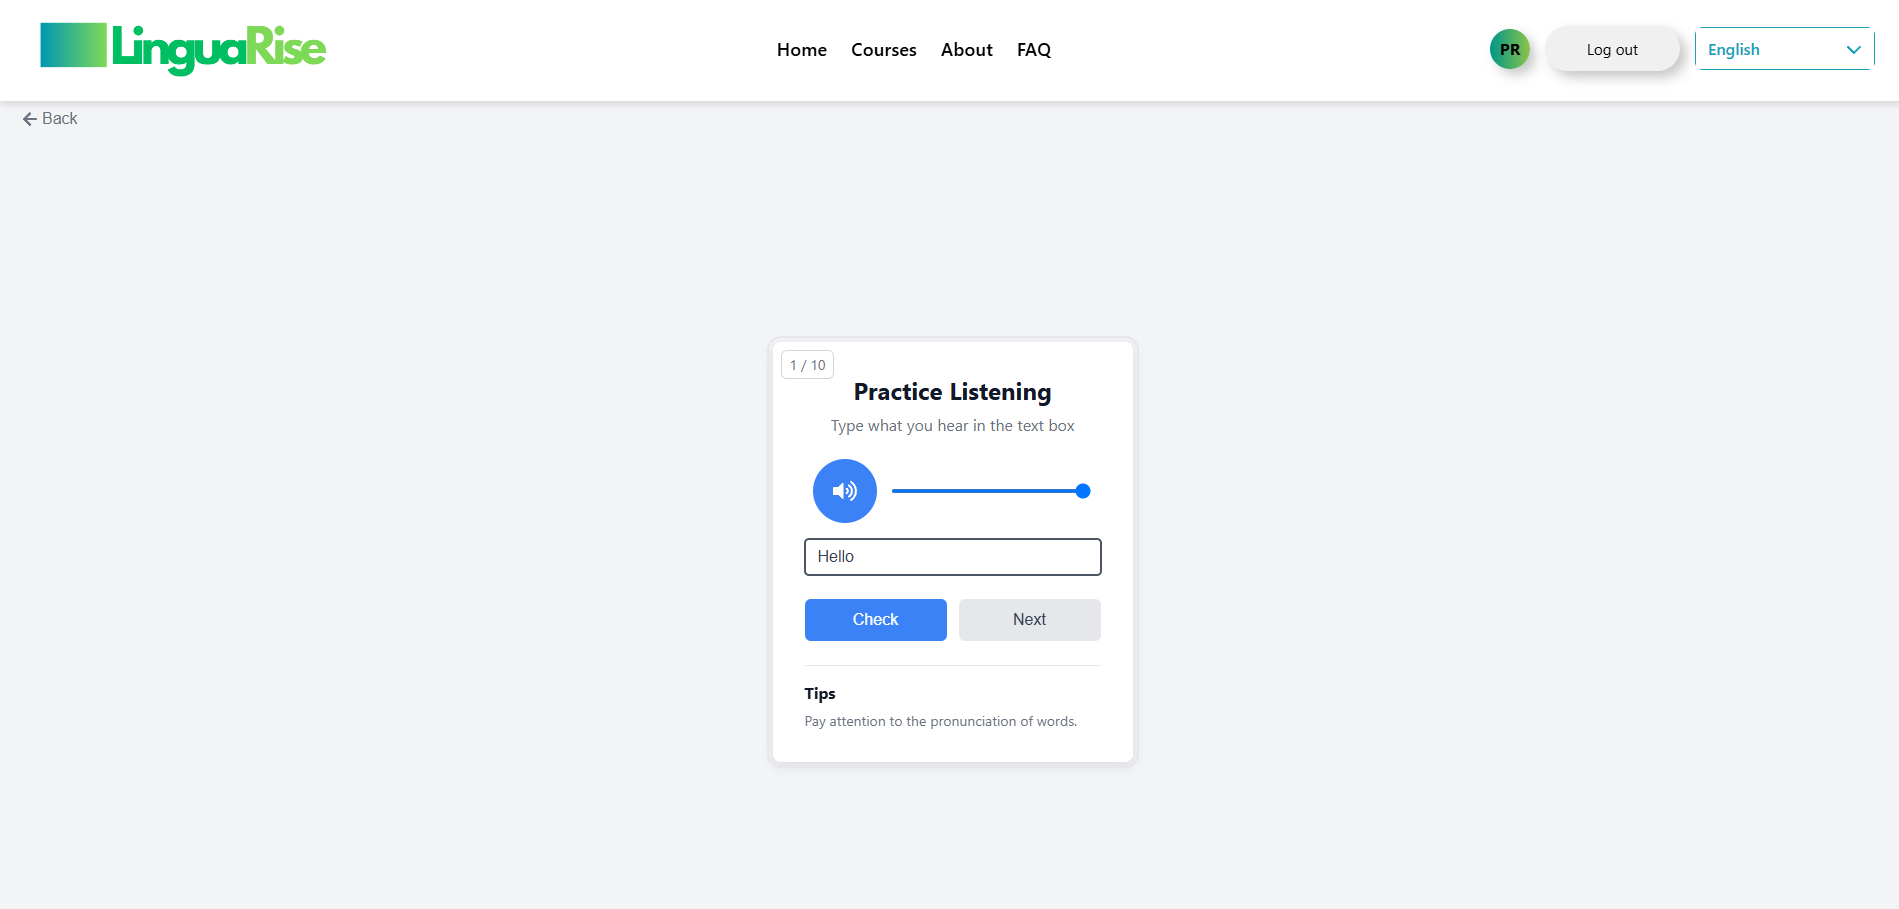 LinguaRise
Home Courses About FAQ
PR Log out English
Back
1 / 10
Practice Listening
Type what you hear in the text box
Hello
Check Next
Tips
Pay attention to the pronunciation of words.